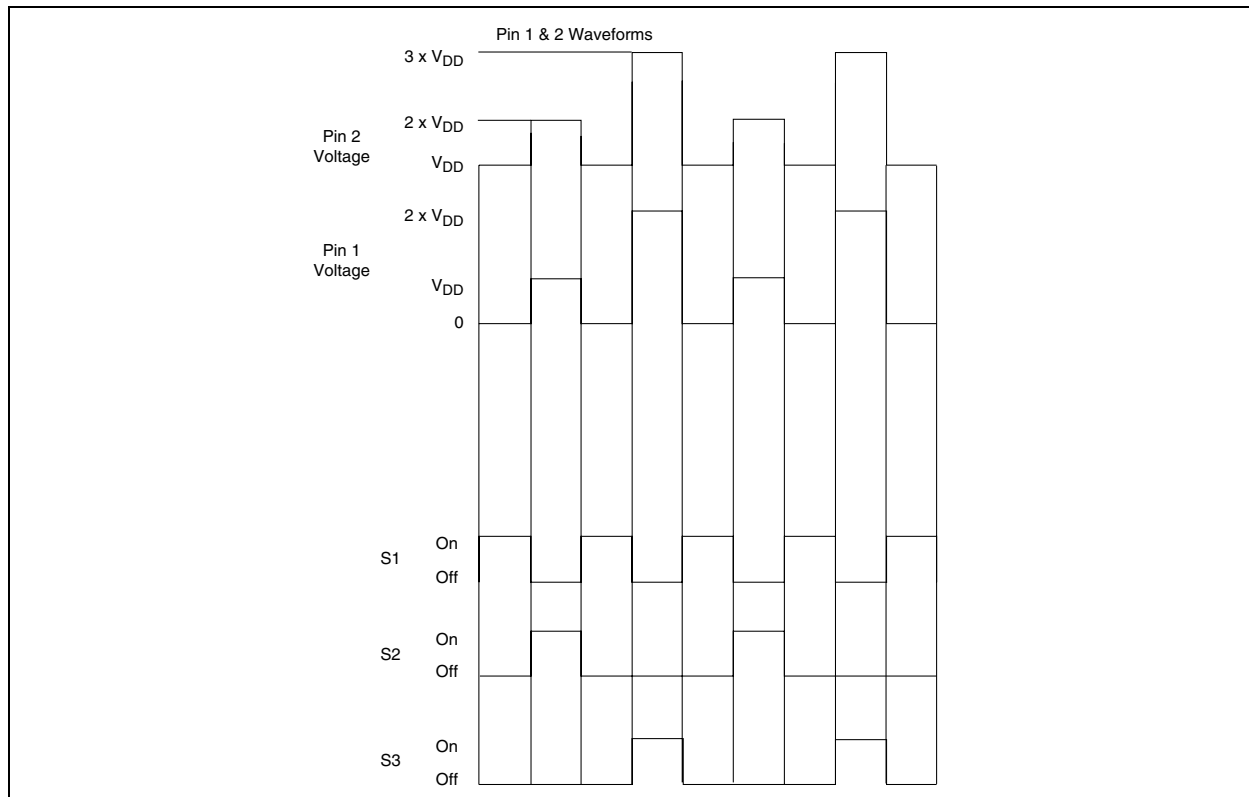 Pin 1 & 2 Waveforms
3 x VDD
2 x VDD
Pin 2
Voltage
VDD
2 x VDD
Pin 1
Voltage
VDD
0
On
S1
Off
On
S2
Off
On
S3
Off